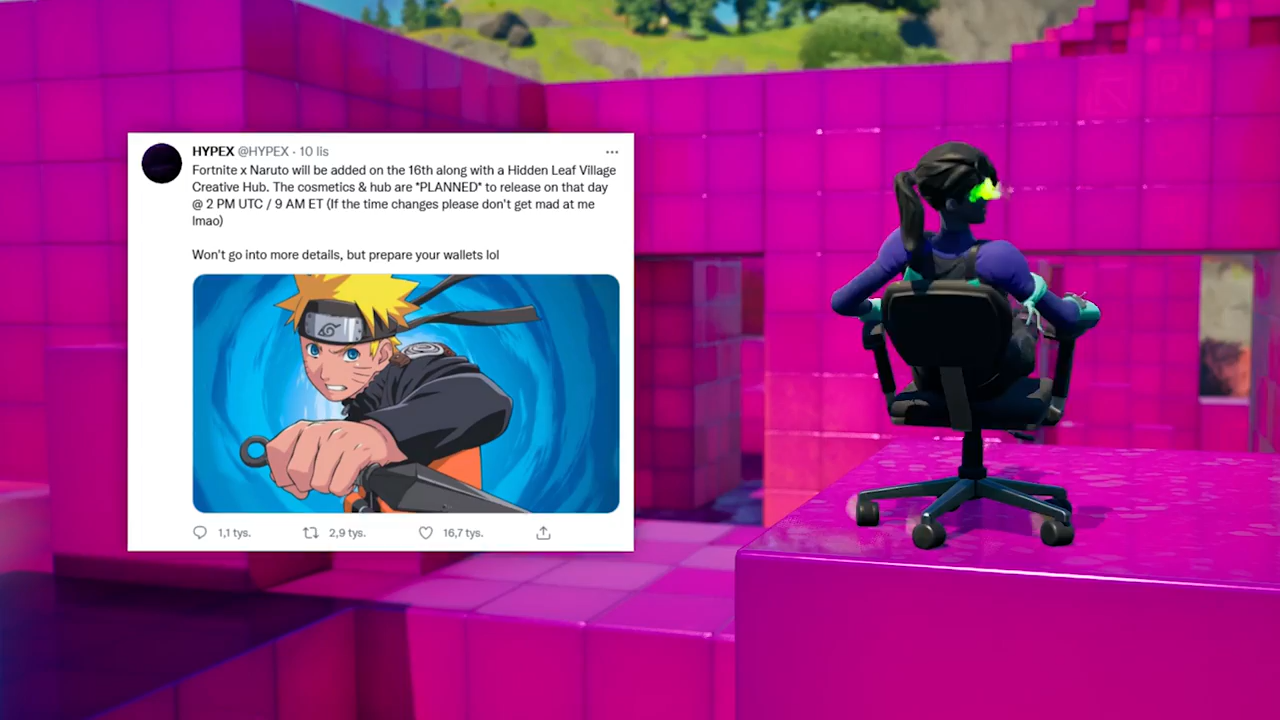 HYPEX @HYPEX · 10 lis
Fortnite x Naruto will be added on the 16th along with a Hidden Leaf Village
Creative Hub. The cosmetics & hub are *PLANNED* to release on that day
@ 2 PM UTC / 9 AM ET (If the time changes please don't get mad at me
lmao)
Won't go into more details, but prepare your wallets lol
1,1 tys. 2,9 tys. 16,7 tys.